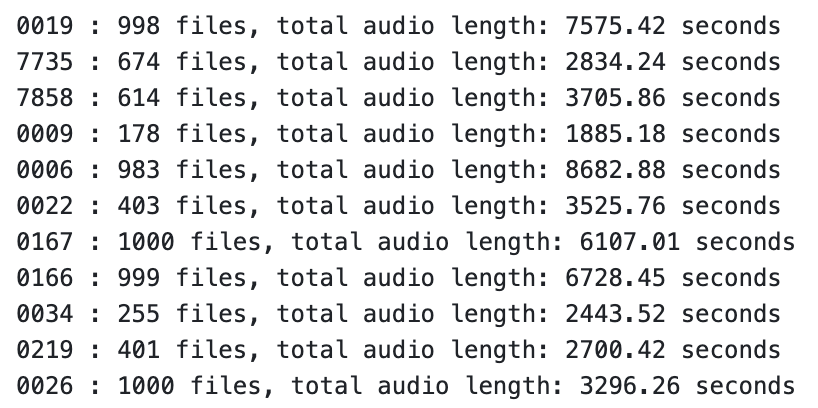 0019 : 998 files, total audio length: 7575.42 seconds
7735 : 674 files, total audio length: 2834.24 seconds
7858 : 614 files, total audio length: 3705.86 seconds
0009 : 178 files, total audio length: 1885.18 seconds
0006 : 983 files, total audio length: 8682.88 seconds
0022 : 403 files, total audio length: 3525.76 seconds
0167 : 1000 files, total audio length: 6107.01 seconds
0166 : 999 files, total audio length: 6728.45 seconds
0034 : 255 files, total audio length: 2443.52 seconds
0219 : 401 files, total audio length: 2700.42 seconds
0026 : 1000 files, total audio length: 3296.26 seconds